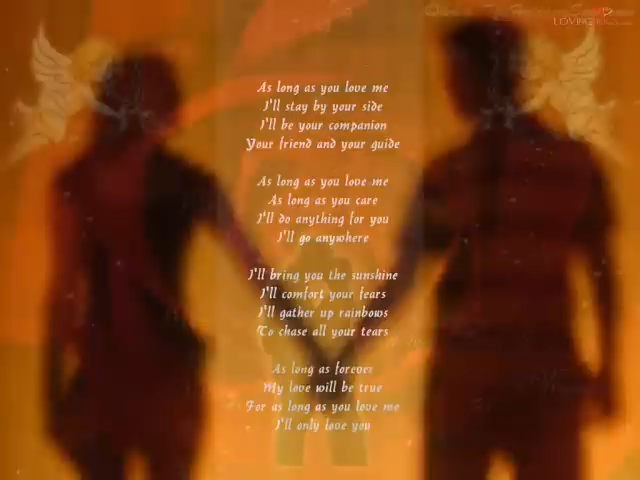 LOVING
As long as you love me
I'll stay by your side
I'll be your companion
Your friend and your guide
As long as you love me
As long as you care
I'll do anything for you
I'll go anywhere
I'll bring you the sunshine
I'll comfort your fears
I'll gather up rainbows
To chase all your tears
As long as forever
My love will be true
For as long as you love me
I'll only love you